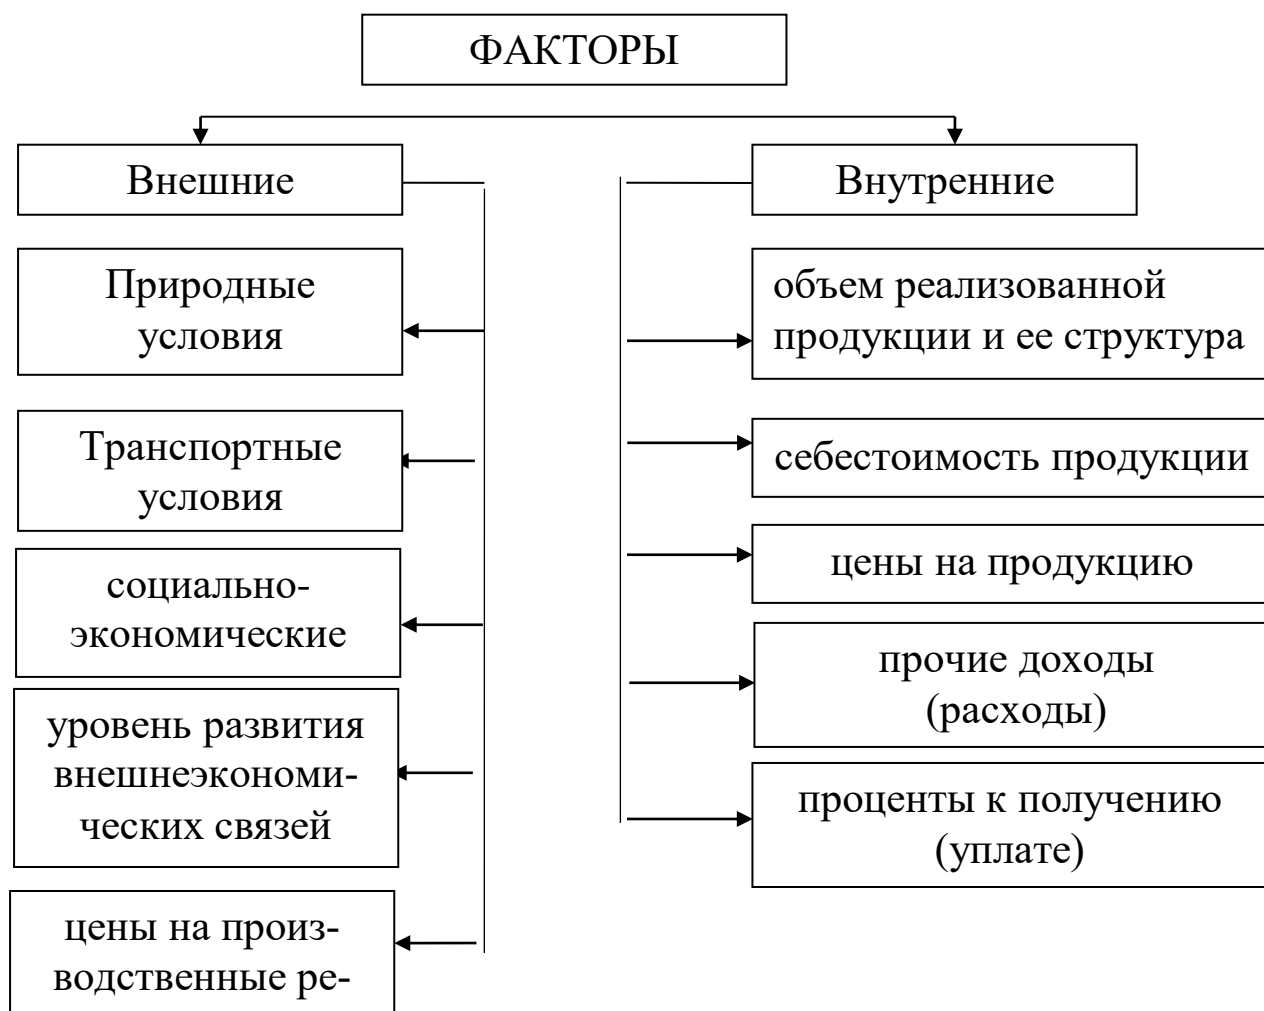 ФАКТОРЫ
Внешние
Природные
условия
Транспортные
условия
социально-
экономические
уровень развития
внешнеэкономи-
ческих связей
цены на произ-
водственные ре-
Внутренние
объем реализованной
продукции и ее структура
себестоимость продукции
цены на продукцию
прочие доходы
(расходы)
проценты к получению
(уплате)